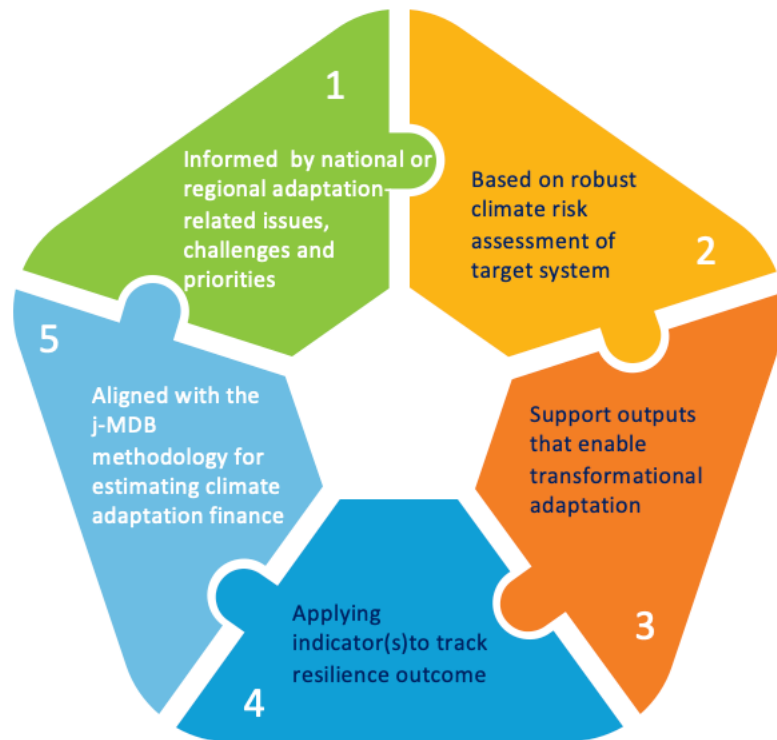 1
Informed by national or
regional adaptation-
related issues,
challenges and
priorities
2
Based on robust
climate risk
assessment of
target system
3
Support outputs
that enable
transformational
adaptation
4
Applying
indicator(s)to track
resilience outcome
5
Aligned with the
j-MDB
methodology for
estimating climate
adaptation finance